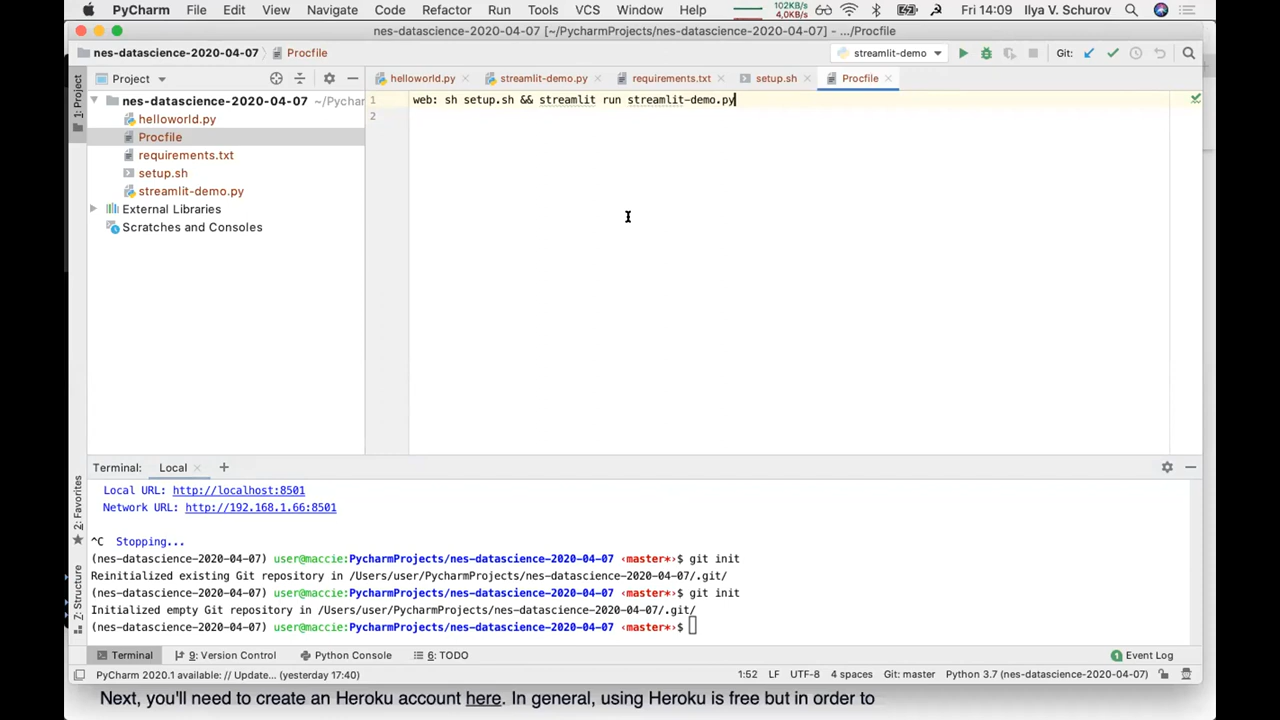 PyCharm File Edit View Navigate Code Refactor Run Tools VCS Window Help 102KB/s 4,0KB/s Fri 14:09 Ilya V. Schurov
nes-datascience-2020-04-07 [~/PycharmProjects/nes-datascience-2020-04-07] - .../Procfile
nes-datascience-2020-04-07 Procfile streamlit-demo Git:
1: Project Project helloworld.py streamlit-demo.py requirements.txt setup.sh Procfile
nes-datascience-2020-04-07 ~/Pychar
helloworld.py
Procfile
requirements.txt
setup.sh
streamlit-demo.py
External Libraries
Scratches and Consoles
1 web: sh setup.sh && streamlit run streamlit-demo.py
2
2: Favorites
7: Structure
Terminal: Local +
Local URL: http://localhost:8501
Network URL: http://192.168.1.66:8501
^C Stopping...
(nes-datascience-2020-04-07) user@maccie:PycharmProjects/nes-datascience-2020-04-07 ‹master*›$ git init
Reinitialized existing Git repository in /Users/user/PycharmProjects/nes-datascience-2020-04-07/.git/
(nes-datascience-2020-04-07) user@maccie:PycharmProjects/nes-datascience-2020-04-07 ‹master*›$ git init
Initialized empty Git repository in /Users/user/PycharmProjects/nes-datascience-2020-04-07/.git/
(nes-datascience-2020-04-07) user@maccie:PycharmProjects/nes-datascience-2020-04-07 ‹master*›$
Terminal 9: Version Control Python Console 6: TODO 1 Event Log
PyCharm 2020.1 available: // Update... (yesterday 17:40) 1:52 LF UTF-8 4 spaces Git: master Python 3.7 (nes-datascience-2020-04-07)
Next, you'll need to create an Heroku account here. In general, using Heroku is free but in order to